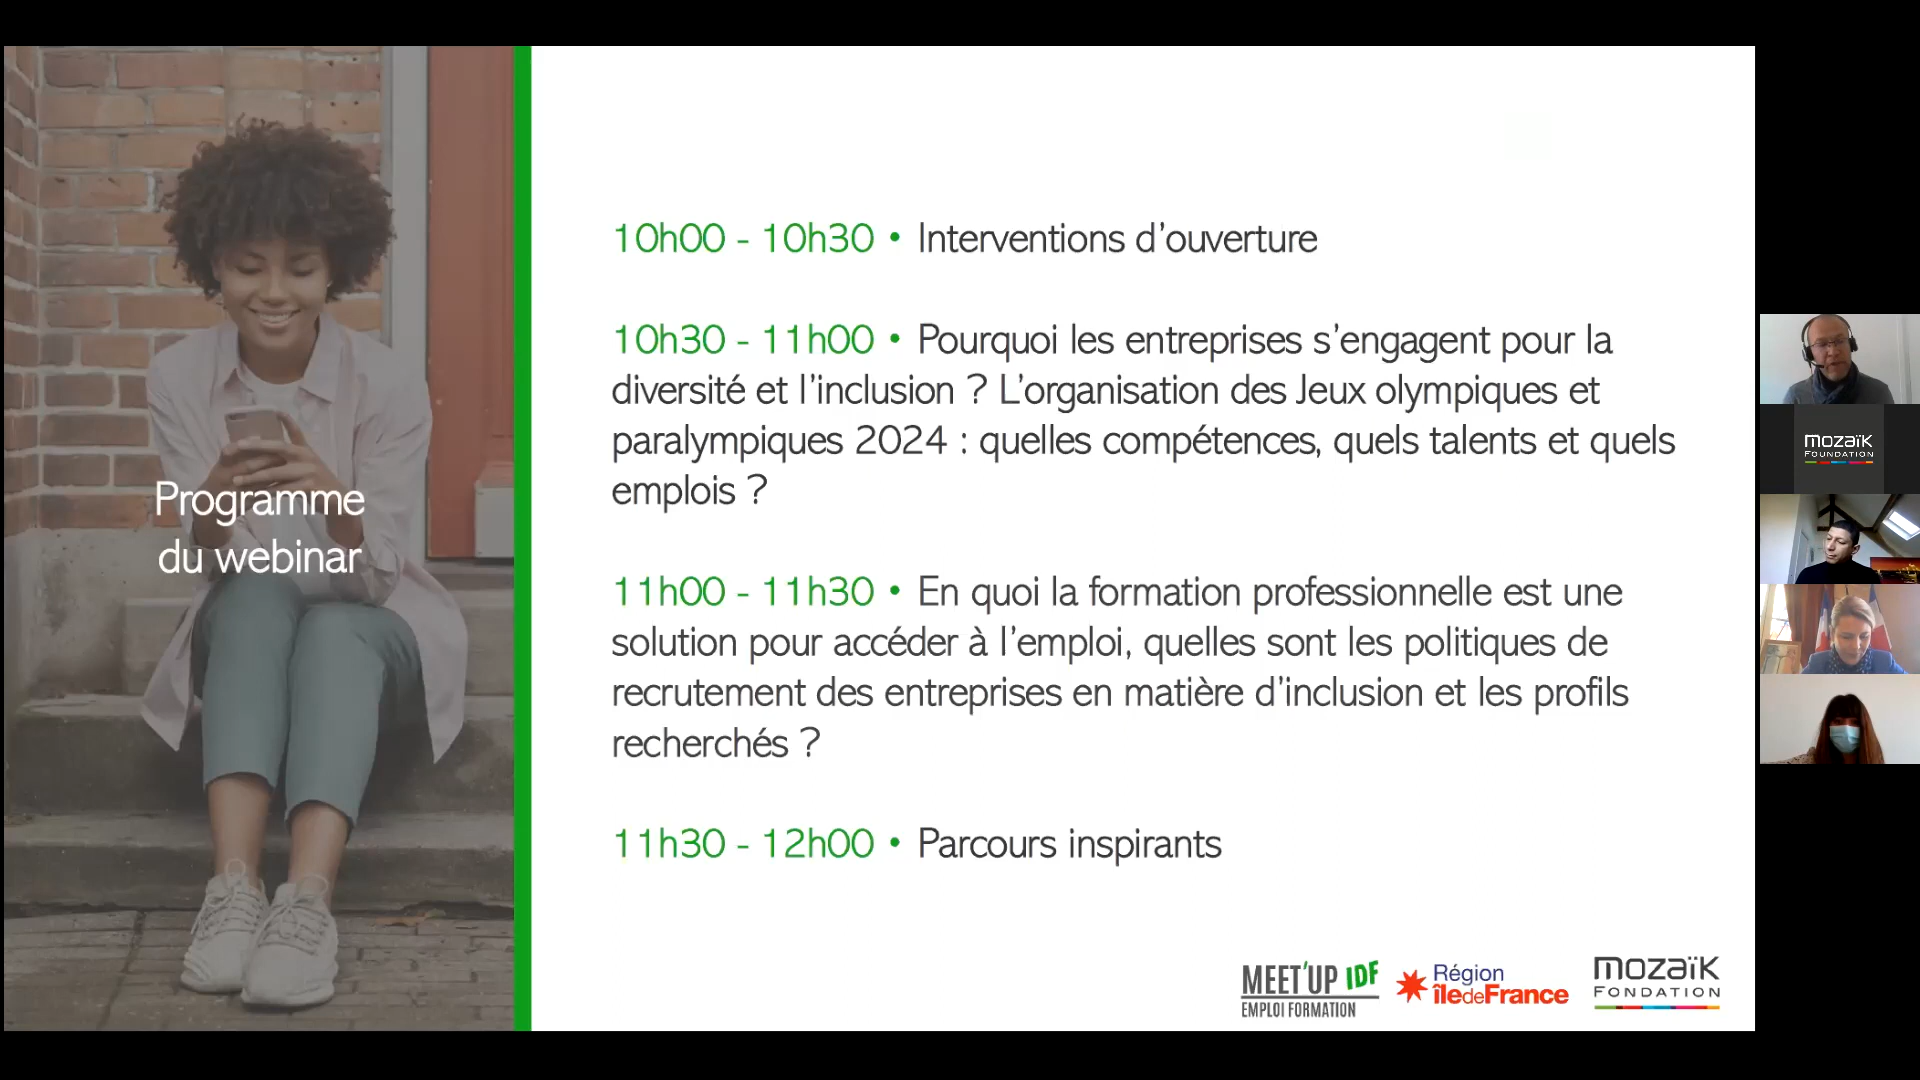 Programme
du webinar
10h00 - 10h30 • Interventions d’ouverture
10h30 - 11h00 • Pourquoi les entreprises s’engagent pour la
diversité et l’inclusion ? L’organisation des Jeux olympiques et
paralympiques 2024 : quelles compétences, quels talents et quels
emplois ?
11h00 - 11h30 • En quoi la formation professionnelle est une
solution pour accéder à l’emploi, quelles sont les politiques de
recrutement des entreprises en matière d’inclusion et les profils
recherchés ?
11h30 - 12h00 • Parcours inspirants
MEET'UP IDF
EMPLOI FORMATION
Région
îledeFrance
mozaïk
FONDATION
mozaïk
FOUNDATION